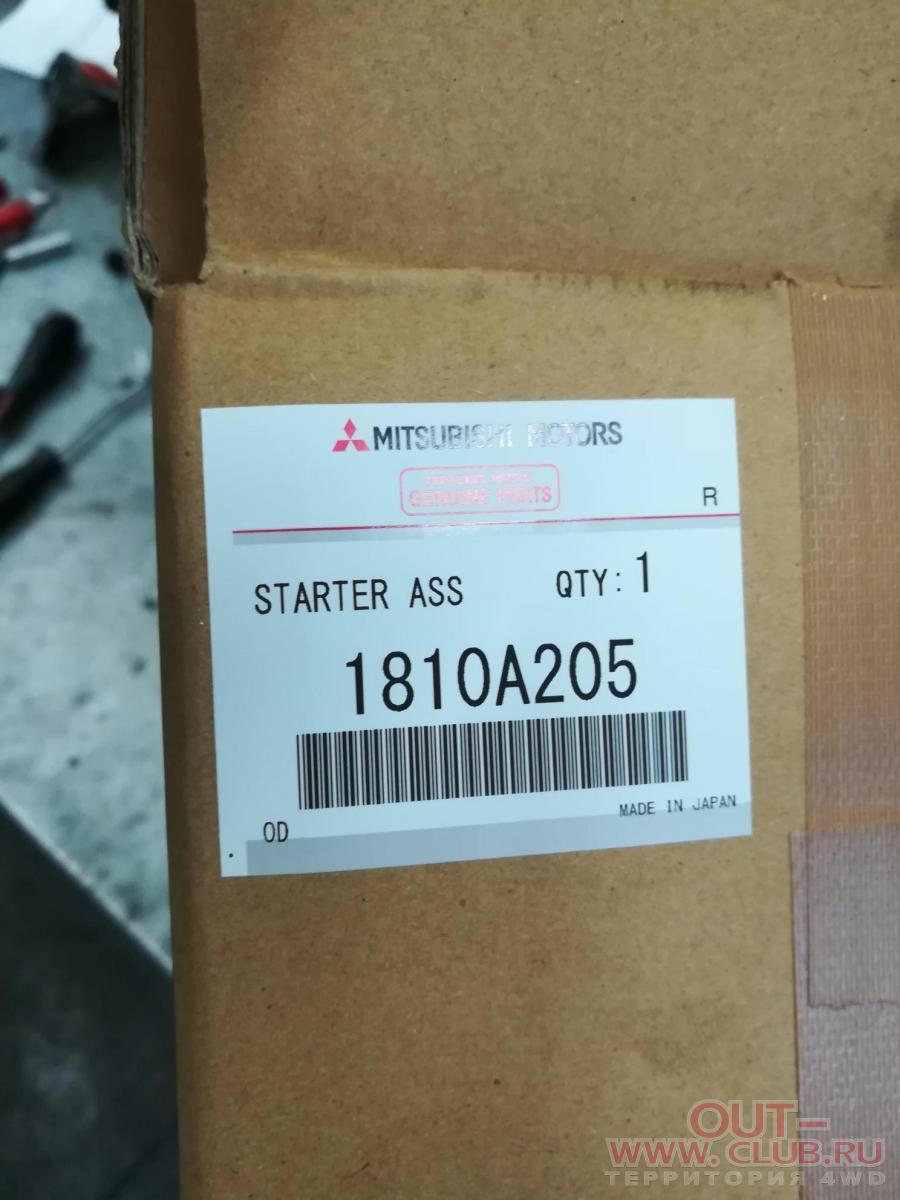 MITSUBISHI MOTORS
GENUINE PARTS
R
STARTER ASS QTY: 1
1810A205
MADE IN JAPAN
OD
OUT-
WWW.CLUB.RU
ТЕРРИТОРИЯ 4WD